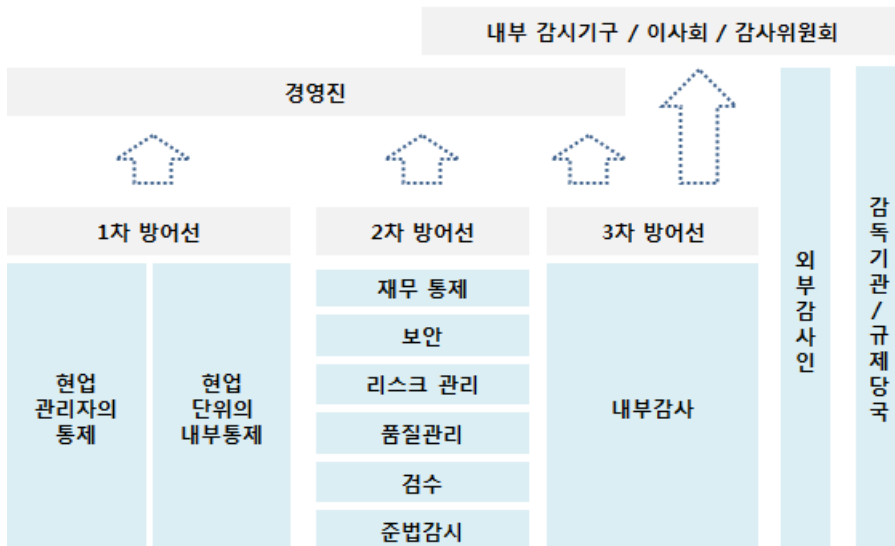 내부 감시기구 / 이사회 / 감사위원회
경영진
1차 방어선
2차 방어선
3차 방어선
현업
관리자의
통제
현업
단위의
내부통제
재무 통제
보안
리스크 관리
품질관리
검수
준법감시
내부감사
외부감사인
감독기관/규제당국